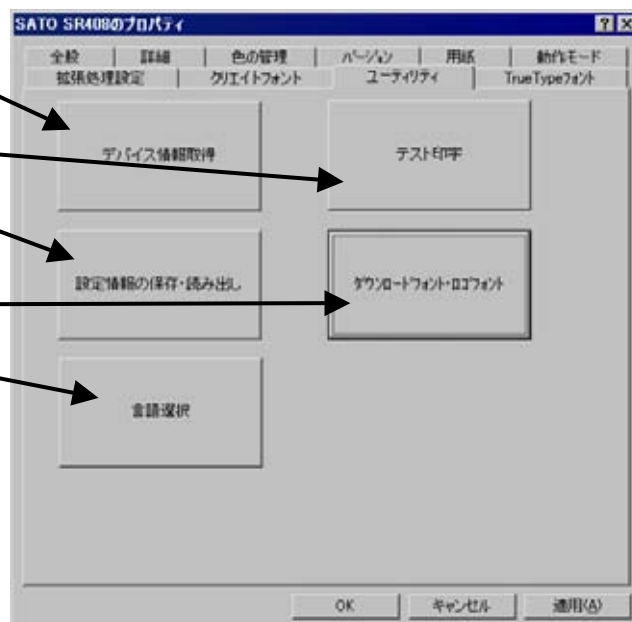 SATO SR408のプロパティ
全般 詳細 色の管理 バージョン 用紙 動作モード
拡張処理設定 クリエイトフォント ユーティリティ TrueTypeフォント
デバイス情報取得 テスト印字
設定情報の保存・読み出し ダウンロードフォント・ロゴフォント
言語選択
OK キャンセル 適用(A)